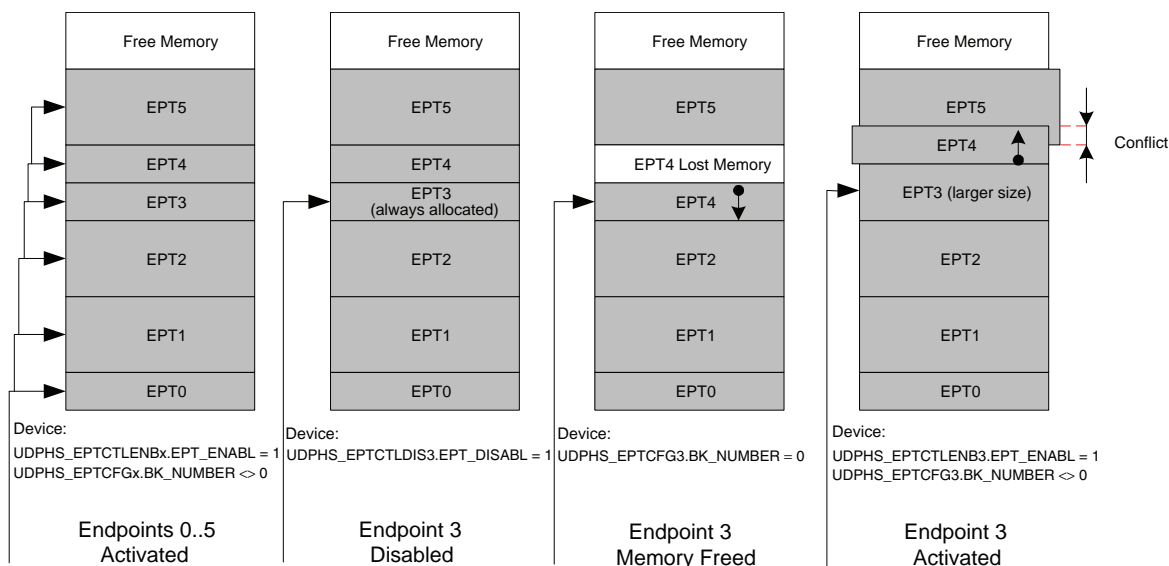 Free Memory
EPT5
EPT4
EPT3
EPT2
EPT1
EPT0
Device:
UDPHS_EPTCTLENBx.EPT_ENABL = 1
UDPHS_EPTCFGx.BK_NUMBER <> 0
Endpoints 0..5
Activated
Free Memory
EPT5
EPT4
EPT3
(always allocated)
EPT2
EPT1
EPT0
Device:
UDPHS_EPTCTLDIS3.EPT_DISABL = 1
Endpoint 3
Disabled
Free Memory
EPT5
EPT4 Lost Memory
EPT4
EPT2
EPT1
EPT0
Device:
UDPHS_EPTCFG3.BK_NUMBER = 0
Endpoint 3
Memory Freed
Free Memory
EPT5
EPT4
Conflict
EPT3 (larger size)
EPT2
EPT1
EPT0
Device:
UDPHS_EPTCTLENB3.EPT_ENABL = 1
UDPHS_EPTCFG3.BK_NUMBER <> 0
Endpoint 3
Activated